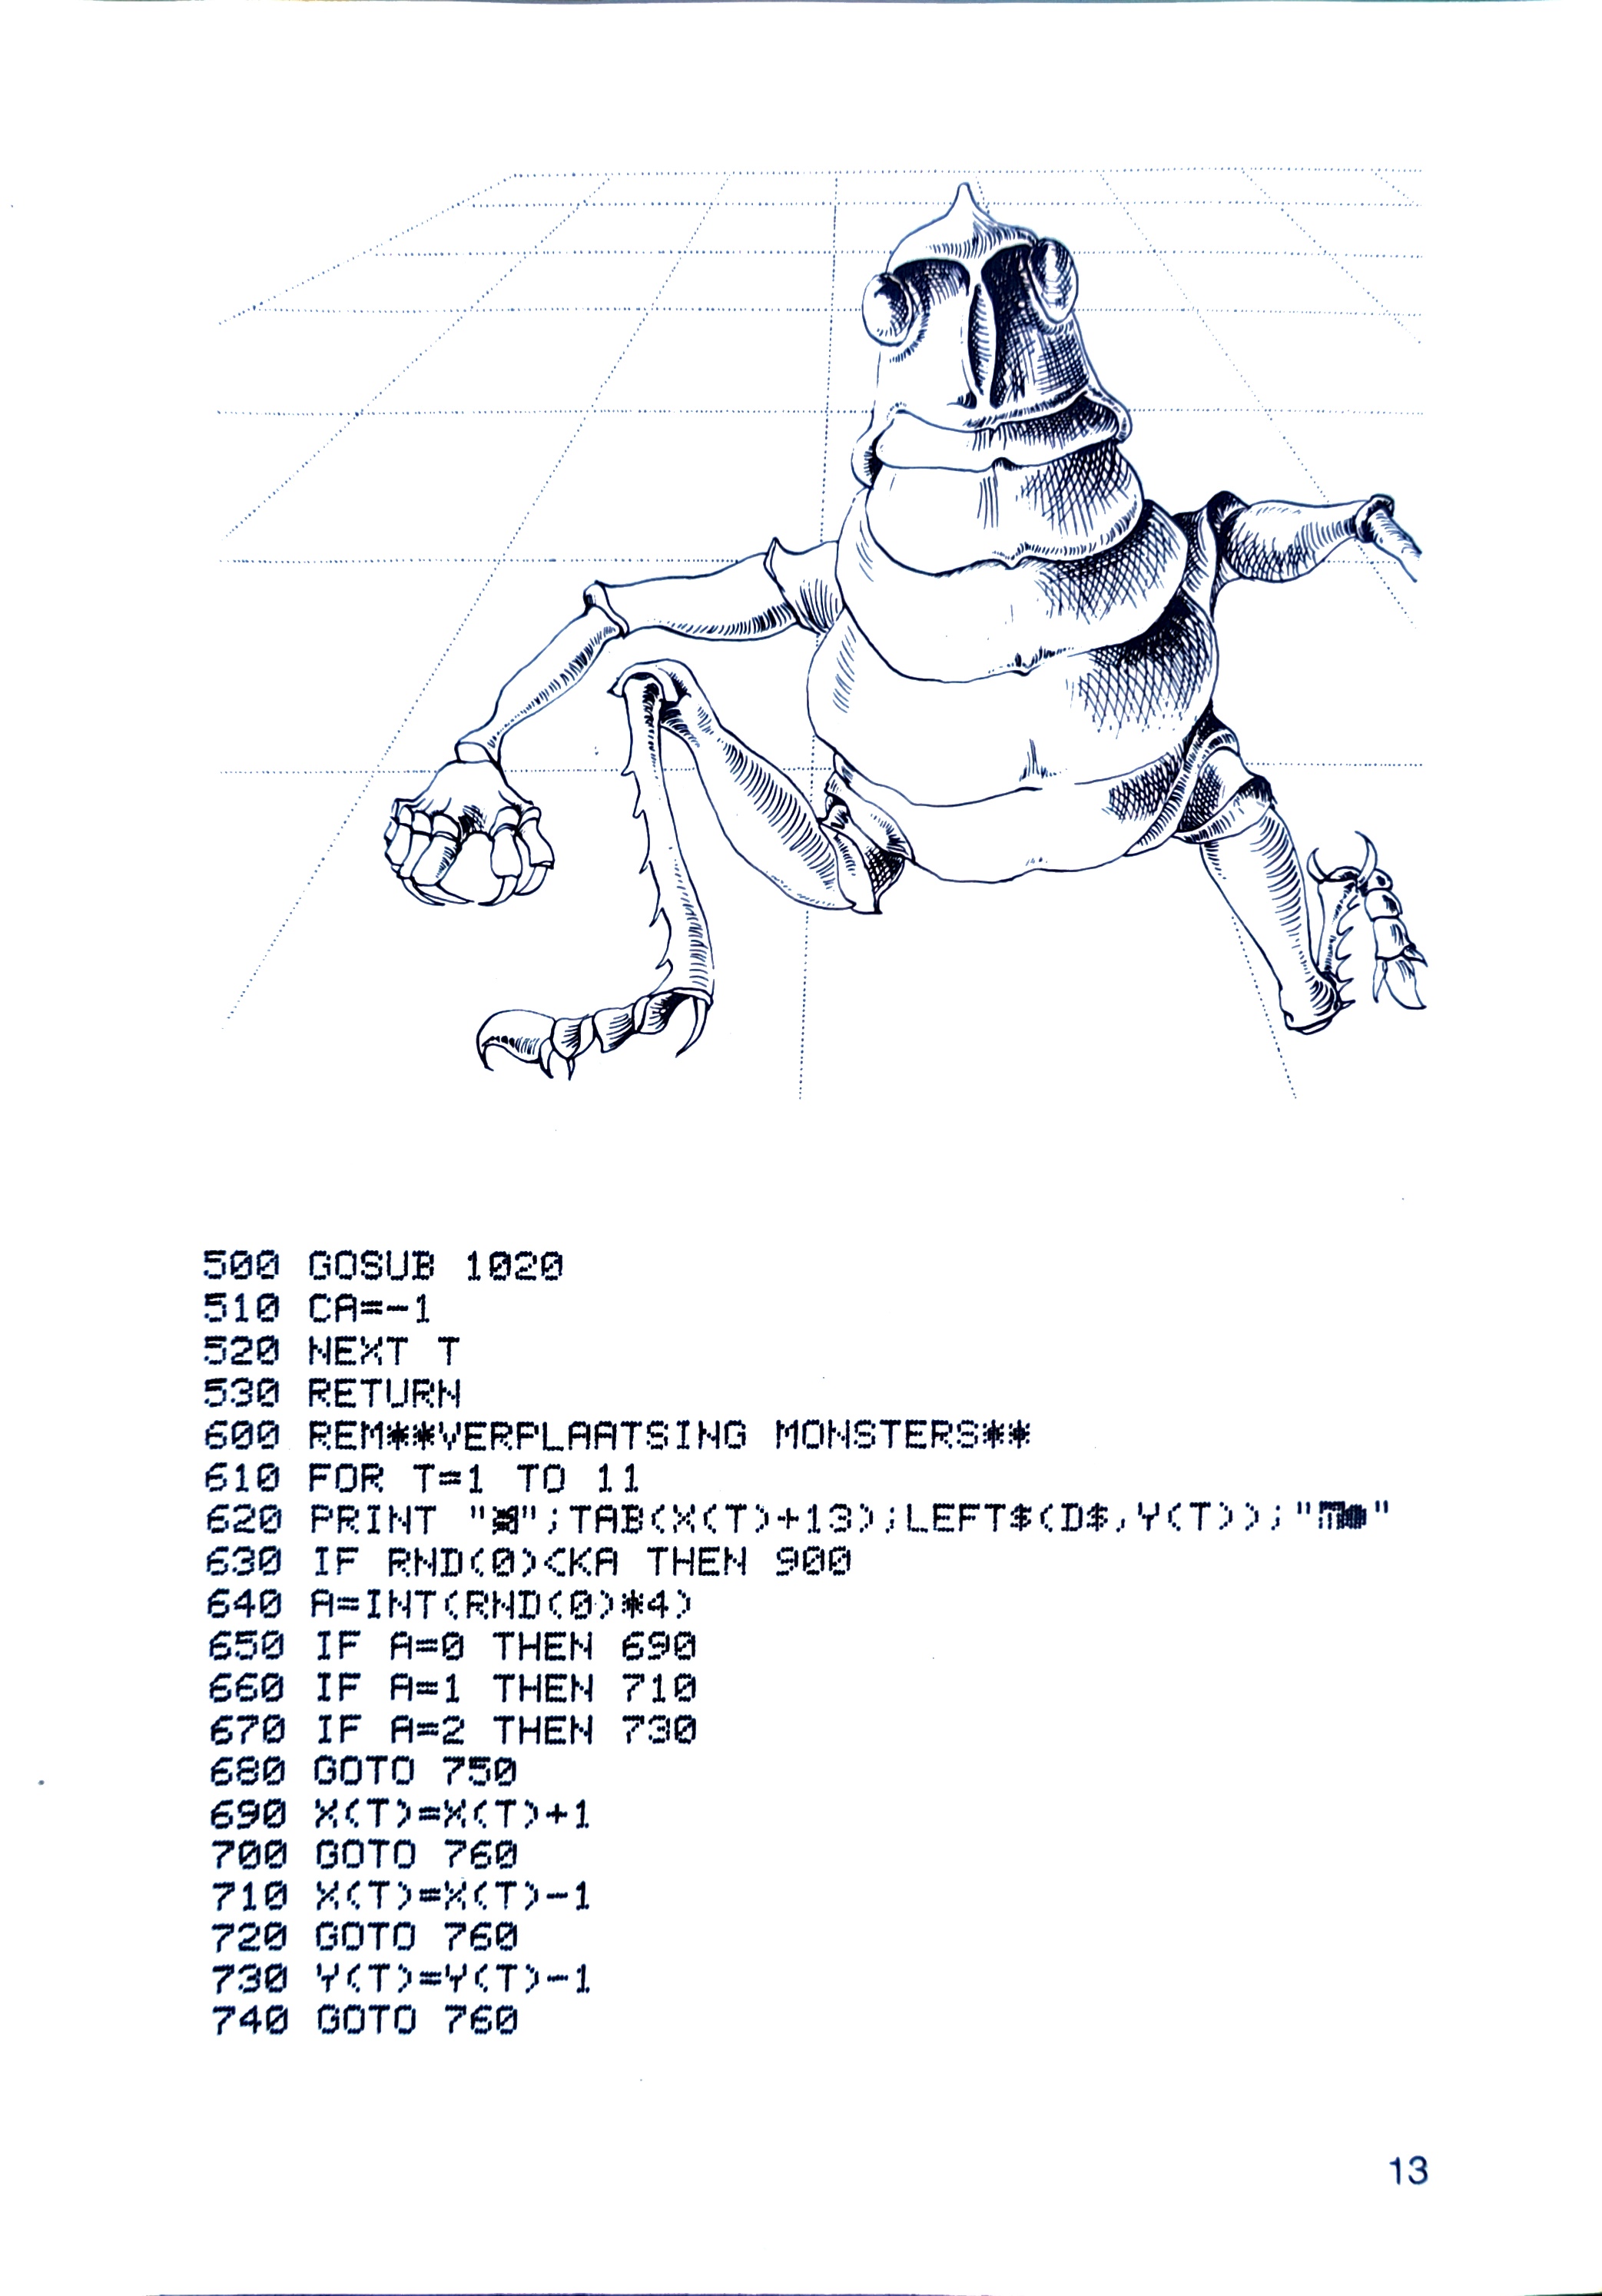 500 GOSUB 1020
510 CA=-1
520 NEXT T
530 RETURN
600 REM**VERPLAATSING MONSTERS**
610 FOR T=1 TO 11
620 PRINT "";TAB(X(T)+13);LEFT$(D$,Y(T));""
630 IF RND(0)<KA THEN 900
640 A=INT(RND(0)*4)
650 IF A=0 THEN 690
660 IF A=1 THEN 710
670 IF A=2 THEN 730
680 GOTO 750
690 X(T)=X(T)+1
700 GOTO 760
710 X(T)=X(T)-1
720 GOTO 760
730 Y(T)=Y(T)-1
740 GOTO 760
13